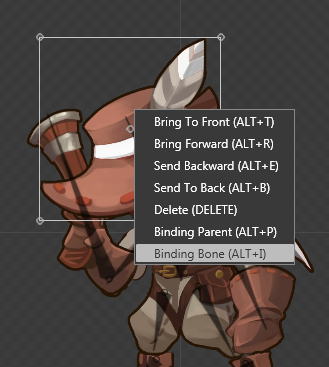 Bring To Front (ALT+T)
Bring Forward (ALT+R)
Send Backward (ALT+E)
Send To Back (ALT+B)
Delete (DELETE)
Binding Parent (ALT+P)
Binding Bone (ALT+I)